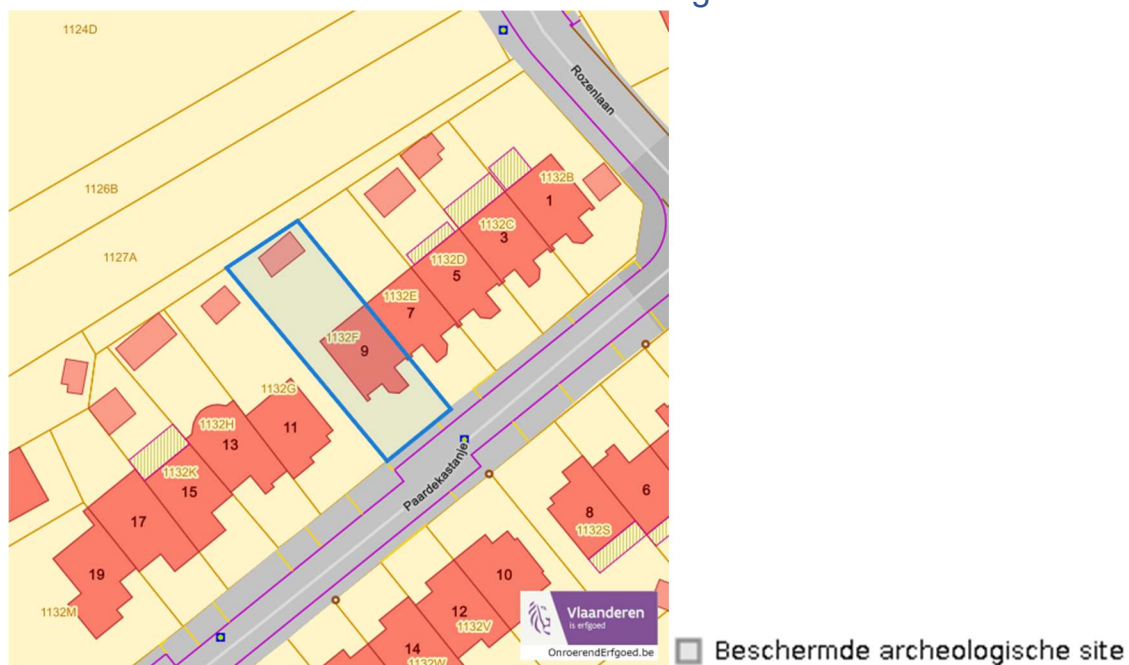 1124D
Rozenlaan
1126B
1132B
1
1132C
3
1127A
1132D
5
1132E
7
1132F
9
1132G
11
1132H
13
1132K
15
17
19
1132M
Paardekastanje
6
8
1132S
10
12
1132V
14
1132W
Vlaanderen
is erfgoed
OnroerendErfgoed.be
Beschermde archeologische site